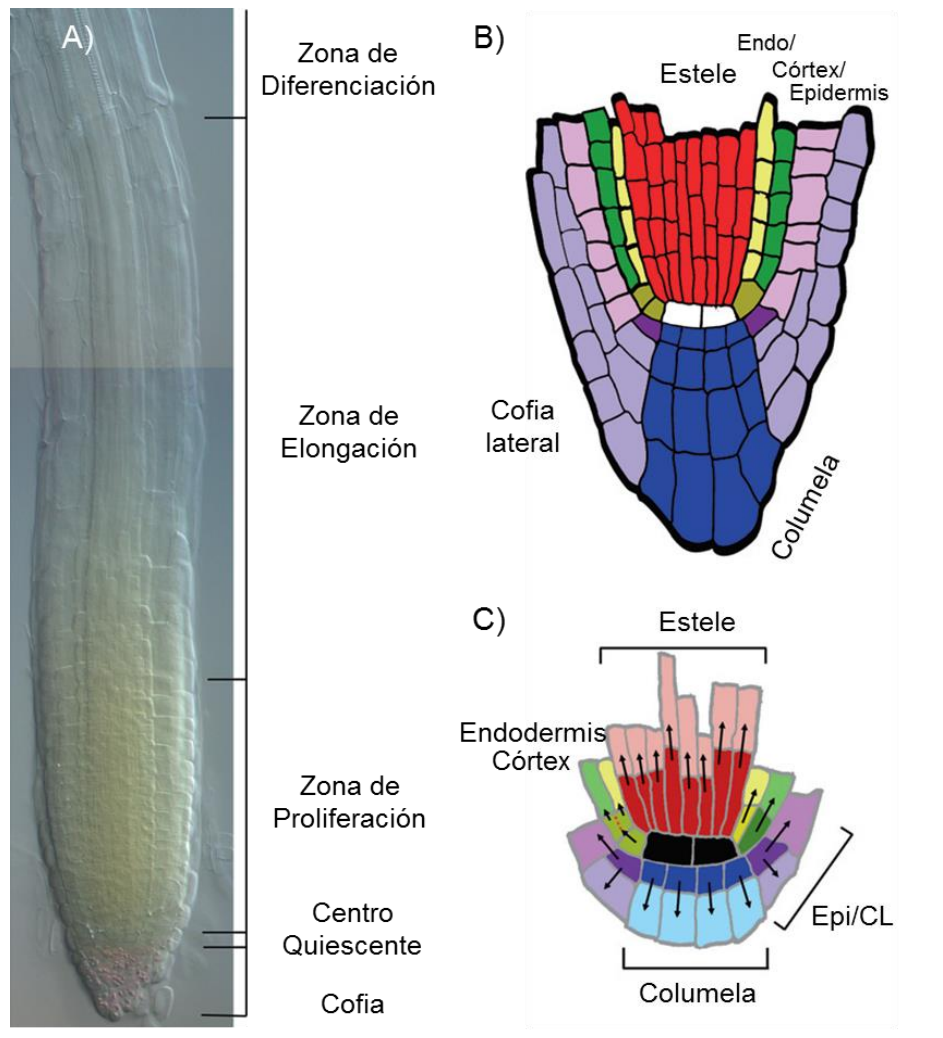 A)
Zona de
Diferenciación
Zona de
Elongación
Zona de
Proliferación
Centro
Quiescente
Cofia
B)
Estele
Endo/
Córtex/
Epidermis
Cofia
lateral
Columela
C)
Estele
Endodermis
Córtex
Epi/CL
Columela